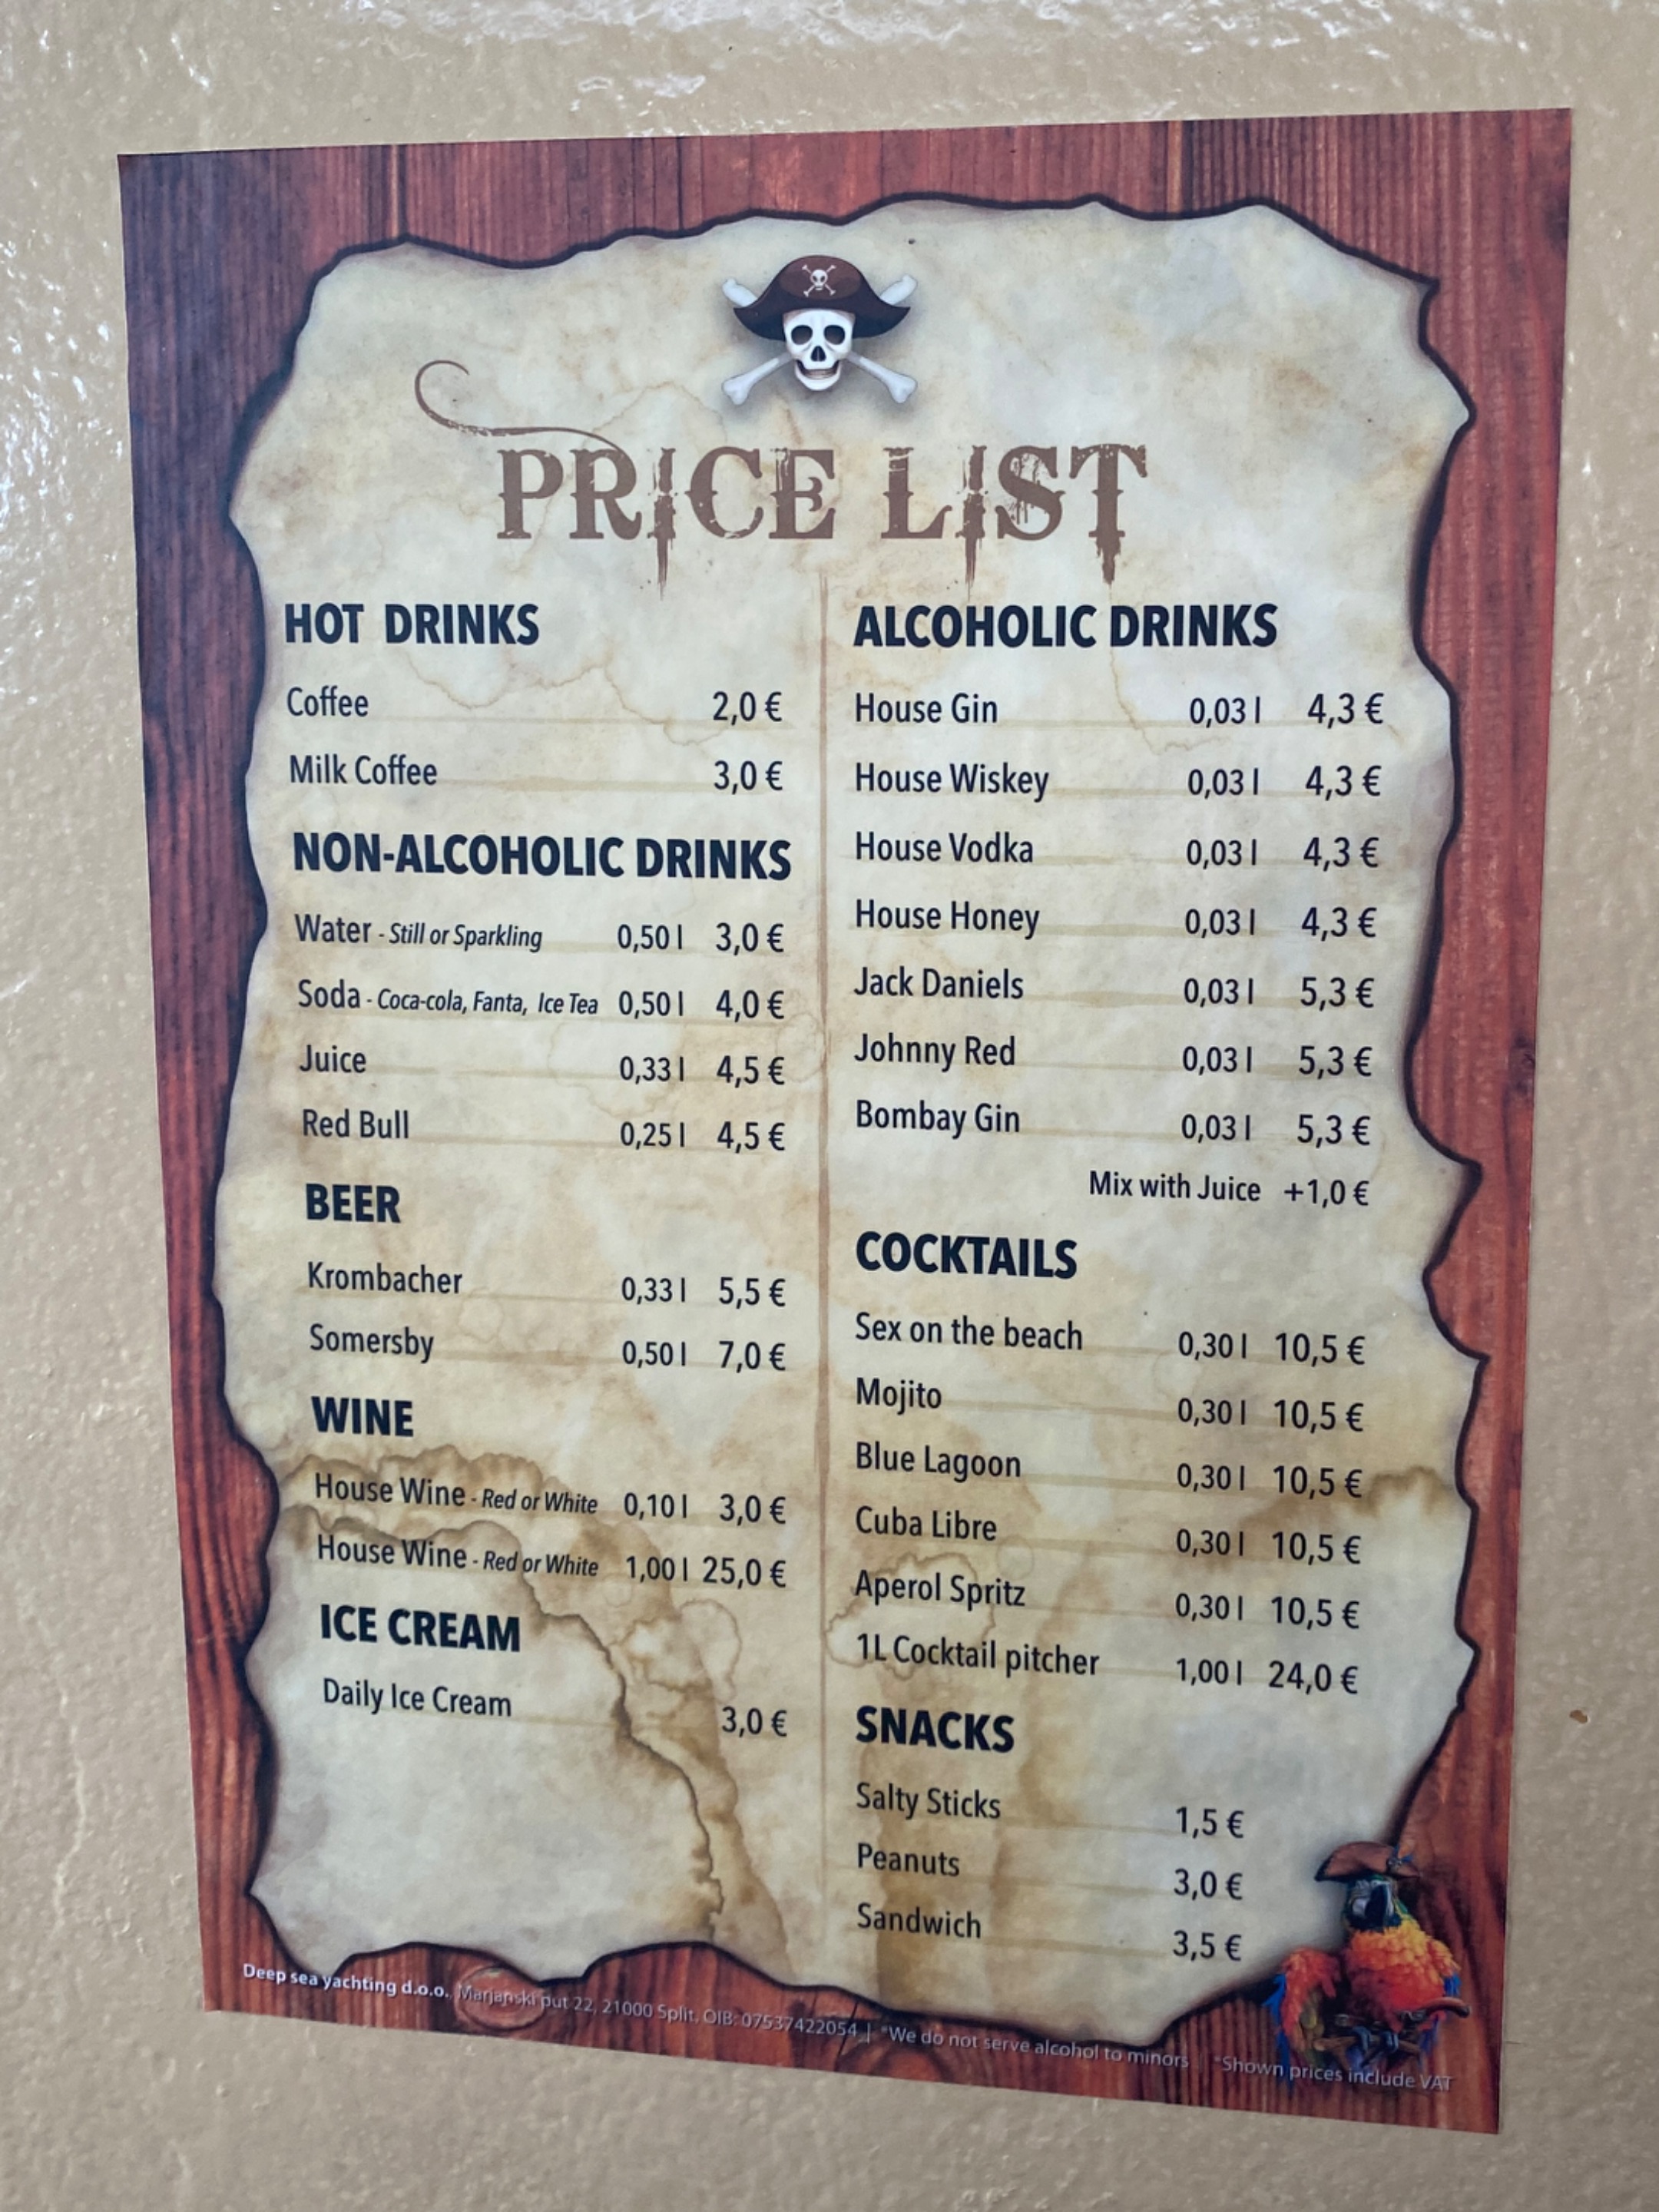 PRICE LIST
HOT DRINKS
Coffee 2,0 €
Milk Coffee 3,0 €
NON-ALCOHOLIC DRINKS
Water - Still or Sparkling 0,50 l 3,0 €
Soda - Coca-cola, Fanta, Ice Tea 0,50 l 4,0 €
Juice 0,33 l 4,5 €
Red Bull 0,25 l 4,5 €
BEER
Krombacher 0,33 l 5,5 €
Somersby 0,50 l 7,0 €
WINE
House Wine - Red or White 0,10 l 3,0 €
House Wine - Red or White 1,00 l 25,0 €
ICE CREAM
Daily Ice Cream 3,0 €
ALCOHOLIC DRINKS
House Gin 0,03 l 4,3 €
House Wiskey 0,03 l 4,3 €
House Vodka 0,03 l 4,3 €
House Honey 0,03 l 4,3 €
Jack Daniels 0,03 l 5,3 €
Johnny Red 0,03 l 5,3 €
Bombay Gin 0,03 l 5,3 €
Mix with Juice +1,0 €
COCKTAILS
Sex on the beach 0,30 l 10,5 €
Mojito 0,30 l 10,5 €
Blue Lagoon 0,30 l 10,5 €
Cuba Libre 0,30 l 10,5 €
Aperol Spritz 0,30 l 10,5 €
1L Cocktail pitcher 1,00 l 24,0 €
SNACKS
Salty Sticks 1,5 €
Peanuts 3,0 €
Sandwich 3,5 €
Deep sea yachting d.o.o. Marjanski put 22, 21000 Split. OIB: 07537422054 | *We do not serve alcohol to minors *Shown prices include VAT